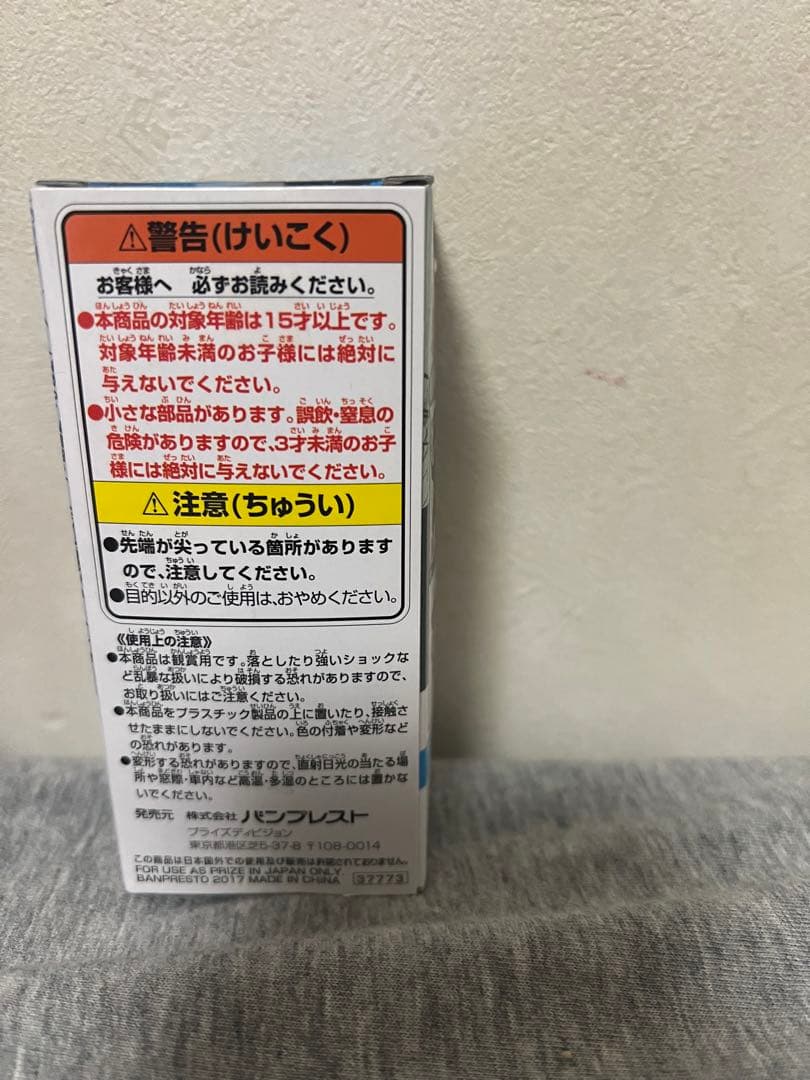 ⚠警告(けいこく)
お客様へ 必ずお読みください。
●本商品の対象年齢は15才以上です。
対象年齢未満のお子様には絶対に
与えないでください。
●小さな部品があります。誤飲・窒息の
危険がありますので、3才未満のお子
様には絶対に与えないでください。
⚠注意(ちゅうい)
●先端が尖っている箇所があります
ので、注意してください。
●目的以外のご使用は、おやめください。
《使用上の注意》
●本商品は観賞用です。落としたり強いショックな
ど乱暴な扱いにより破損する恐れがありますので、
お取り扱いにはご注意ください。
●本商品をプラスチック製品の上に置いたり、接触さ
せたままにしないでください。色の付着や変形など
の恐れがあります。
●変形する恐れがありますので、直射日光の当たる場
所や窓際・車内など高温・多湿のところには置かな
いでください。
発売元 株式会社 バンプレスト
プライズディビジョン
東京都港区芝5-37-8 〒108-0014
この商品は日本国外での使用及び販売は許諾されておりません。
FOR USE AS PRIZE IN JAPAN ONLY.
BANPRESTO 2017 MADE IN CHINA 37773